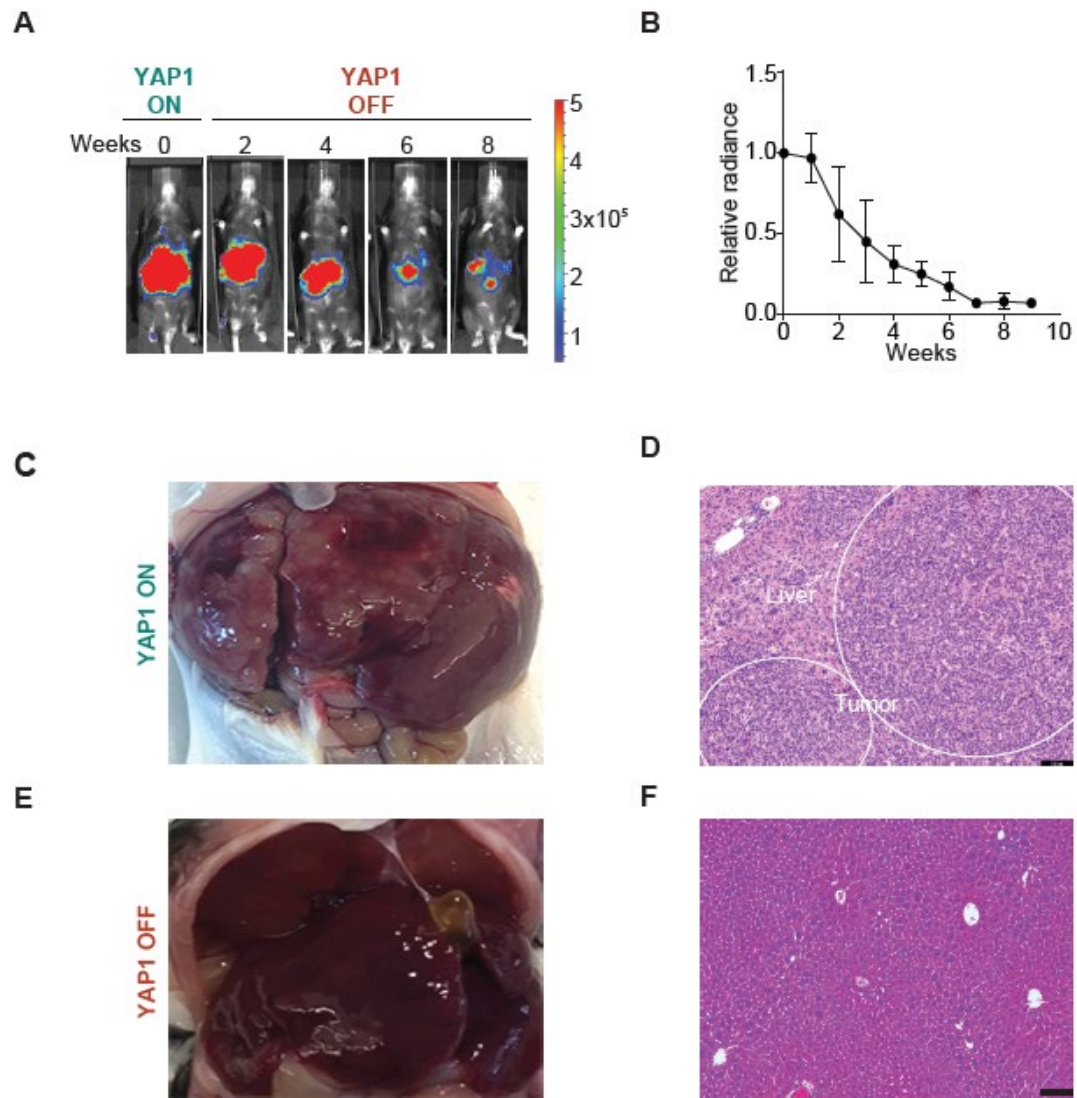 A
YAP1
ON
YAP1
OFF
Weeks 0 2 4 6 8
5
4
3x10⁵
2
1
B
1.5
1.0
0.5
0.0
Relative radiance
0 2 4 6 8 10
Weeks
C
YAP1 ON
D
Liver
Tumor
E
YAP1 OFF
F